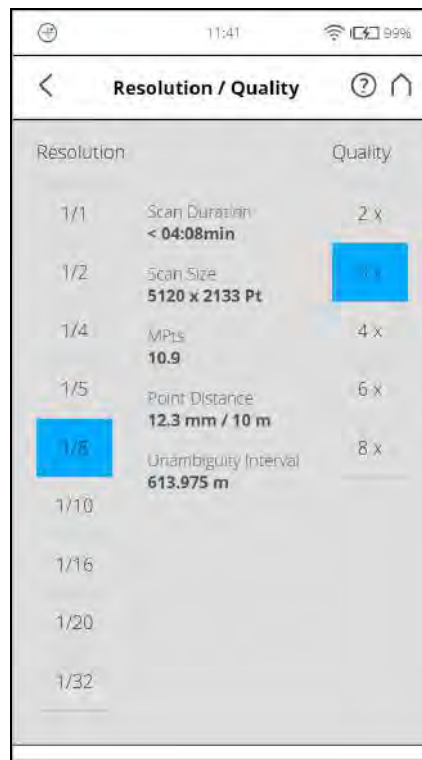 11:41
99%
Resolution / Quality
Resolution
Quality
1/1
1/2
1/4
1/5
1/8
1/10
1/16
1/20
1/32
Scan Duration
< 04:08min
Scan Size
5120 x 2133 Pt
MPts
10.9
Point Distance
12.3 mm / 10 m
Unambiguity Interval
613.975 m
2 x
4 x
6 x
8 x